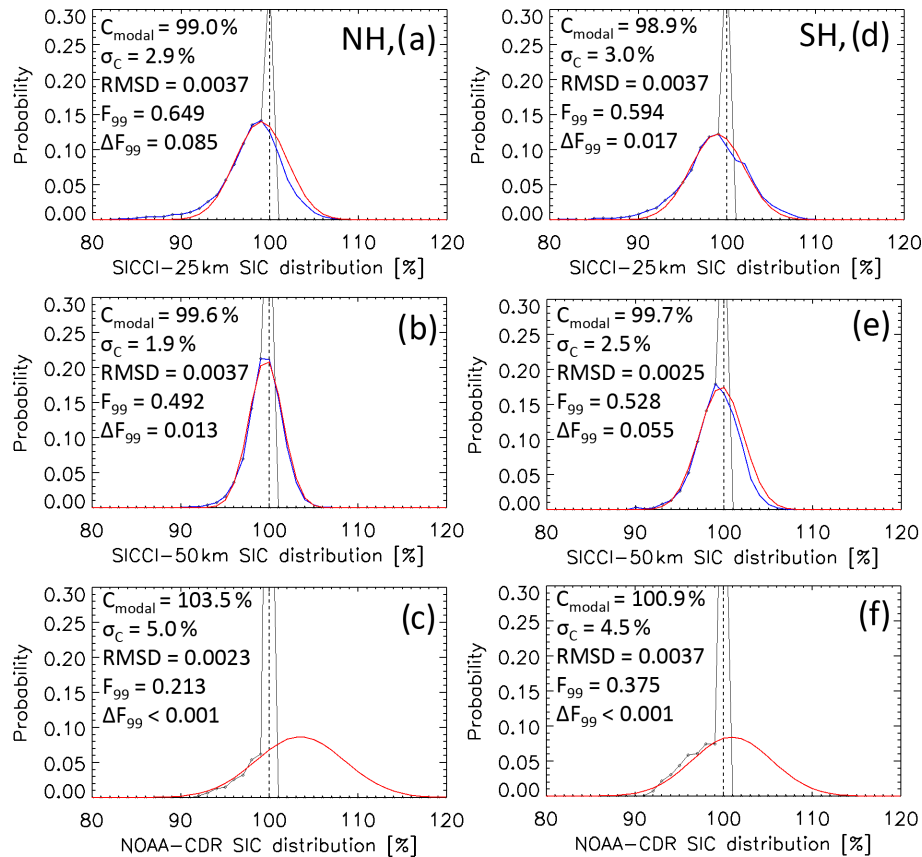 NH, (a)
C_modal = 99.0 %
σ_C = 2.9 %
RMSD = 0.0037
F_99 = 0.649
ΔF_99 = 0.085
Probability
0.30
0.25
0.20
0.15
0.10
0.05
0.00
80 90 100 110 120
SICCI-25km SIC distribution [%]
SH, (d)
C_modal = 98.9 %
σ_C = 3.0 %
RMSD = 0.0037
F_99 = 0.594
ΔF_99 = 0.017
Probability
0.30
0.25
0.20
0.15
0.10
0.05
0.00
80 90 100 110 120
SICCI-25km SIC distribution [%]
(b)
C_modal = 99.6 %
σ_C = 1.9 %
RMSD = 0.0037
F_99 = 0.492
ΔF_99 = 0.013
Probability
0.30
0.25
0.20
0.15
0.10
0.05
0.00
80 90 100 110 120
SICCI-50km SIC distribution [%]
(e)
C_modal = 99.7 %
σ_C = 2.5 %
RMSD = 0.0025
F_99 = 0.528
ΔF_99 = 0.055
Probability
0.30
0.25
0.20
0.15
0.10
0.05
0.00
80 90 100 110 120
SICCI-50km SIC distribution [%]
(c)
C_modal = 103.5 %
σ_C = 5.0 %
RMSD = 0.0023
F_99 = 0.213
ΔF_99 < 0.001
Probability
0.30
0.25
0.20
0.15
0.10
0.05
0.00
80 90 100 110 120
NOAA-CDR SIC distribution [%]
(f)
C_modal = 100.9 %
σ_C = 4.5 %
RMSD = 0.0037
F_99 = 0.375
ΔF_99 < 0.001
Probability
0.30
0.25
0.20
0.15
0.10
0.05
0.00
80 90 100 110 120
NOAA-CDR SIC distribution [%]